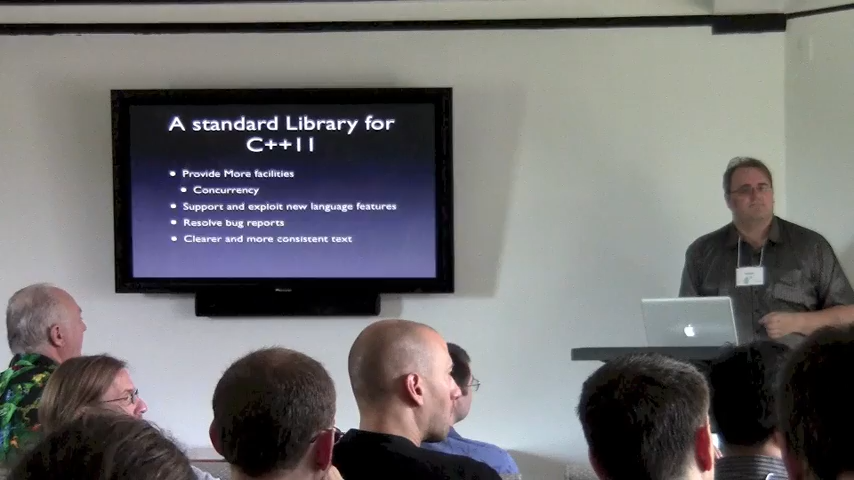 A standard Library for
C++11
• Provide More facilities
• Concurrency
• Support and exploit new language features
• Resolve bug reports
• Clearer and more consistent text